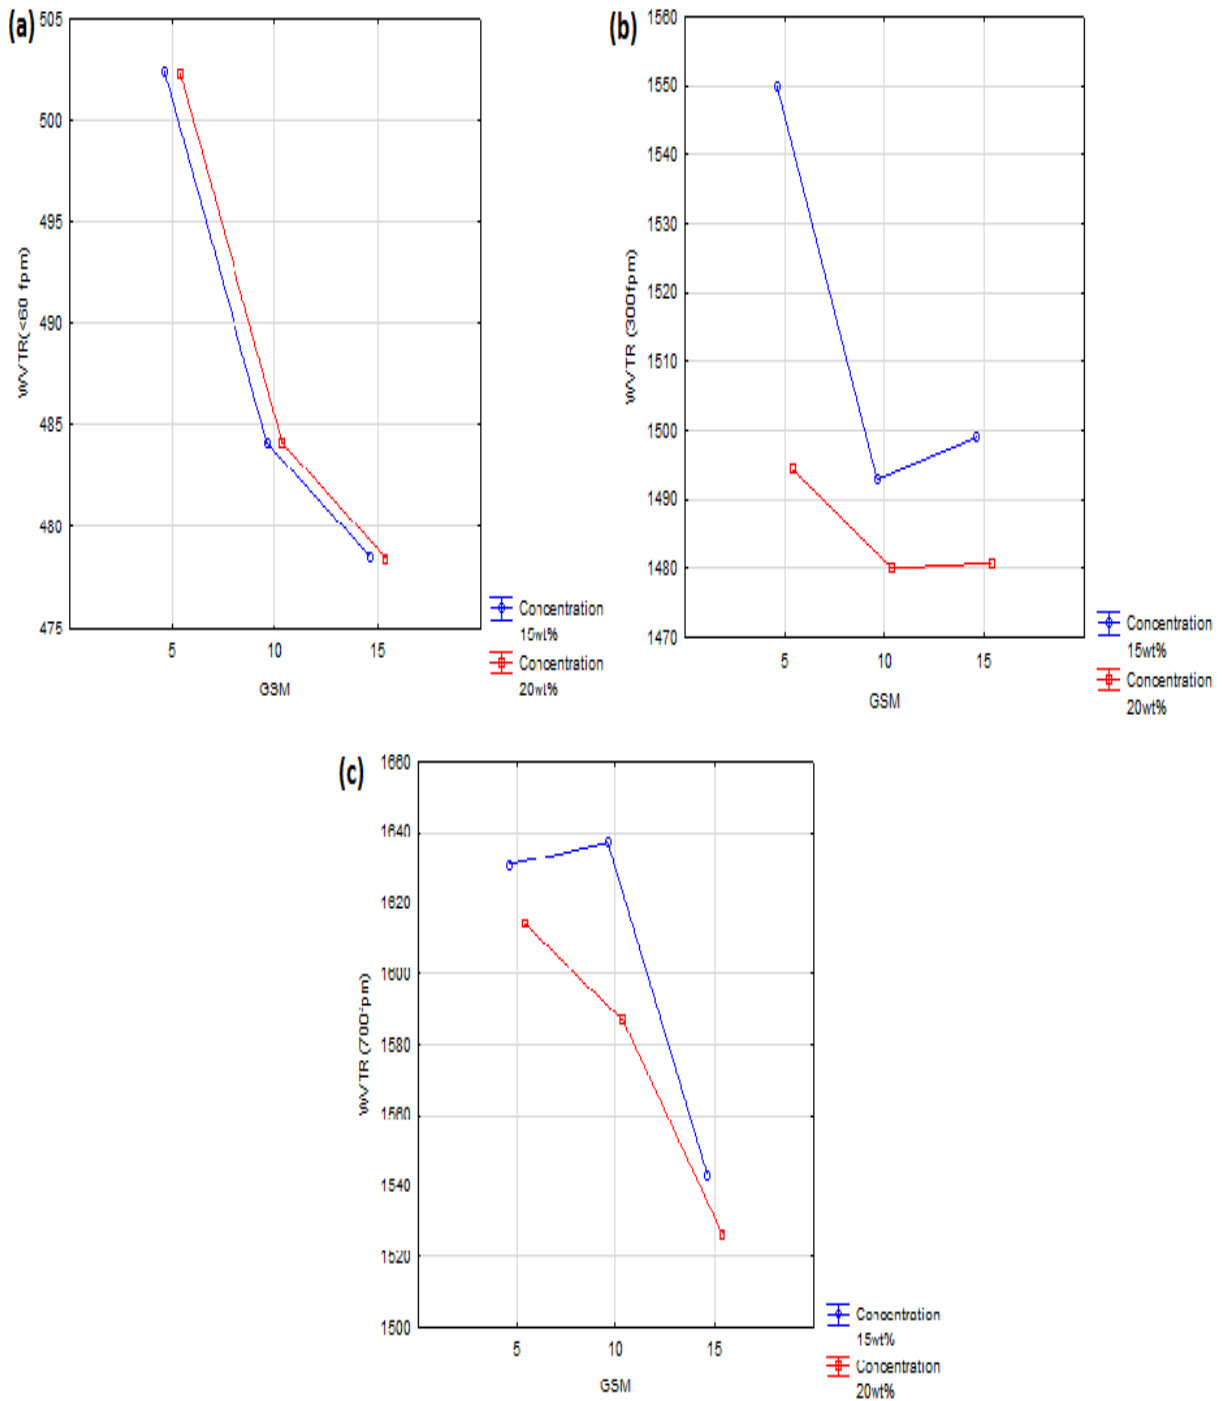 (a)
505
500
495
490
485
480
475
WVTR(<60 fpm)
5 10 15
GSM
Concentration
15wt%
Concentration
20wt%
(b)
1560
1550
1540
1530
1520
1510
1500
1490
1480
1470
WVTR (300fpm)
5 10 15
GSM
Concentration
15wt%
Concentration
20wt%
(c)
1660
1640
1620
1600
1580
1560
1540
1520
1500
WVTR (700fpm)
5 10 15
GSM
Concentration
15wt%
Concentration
20wt%